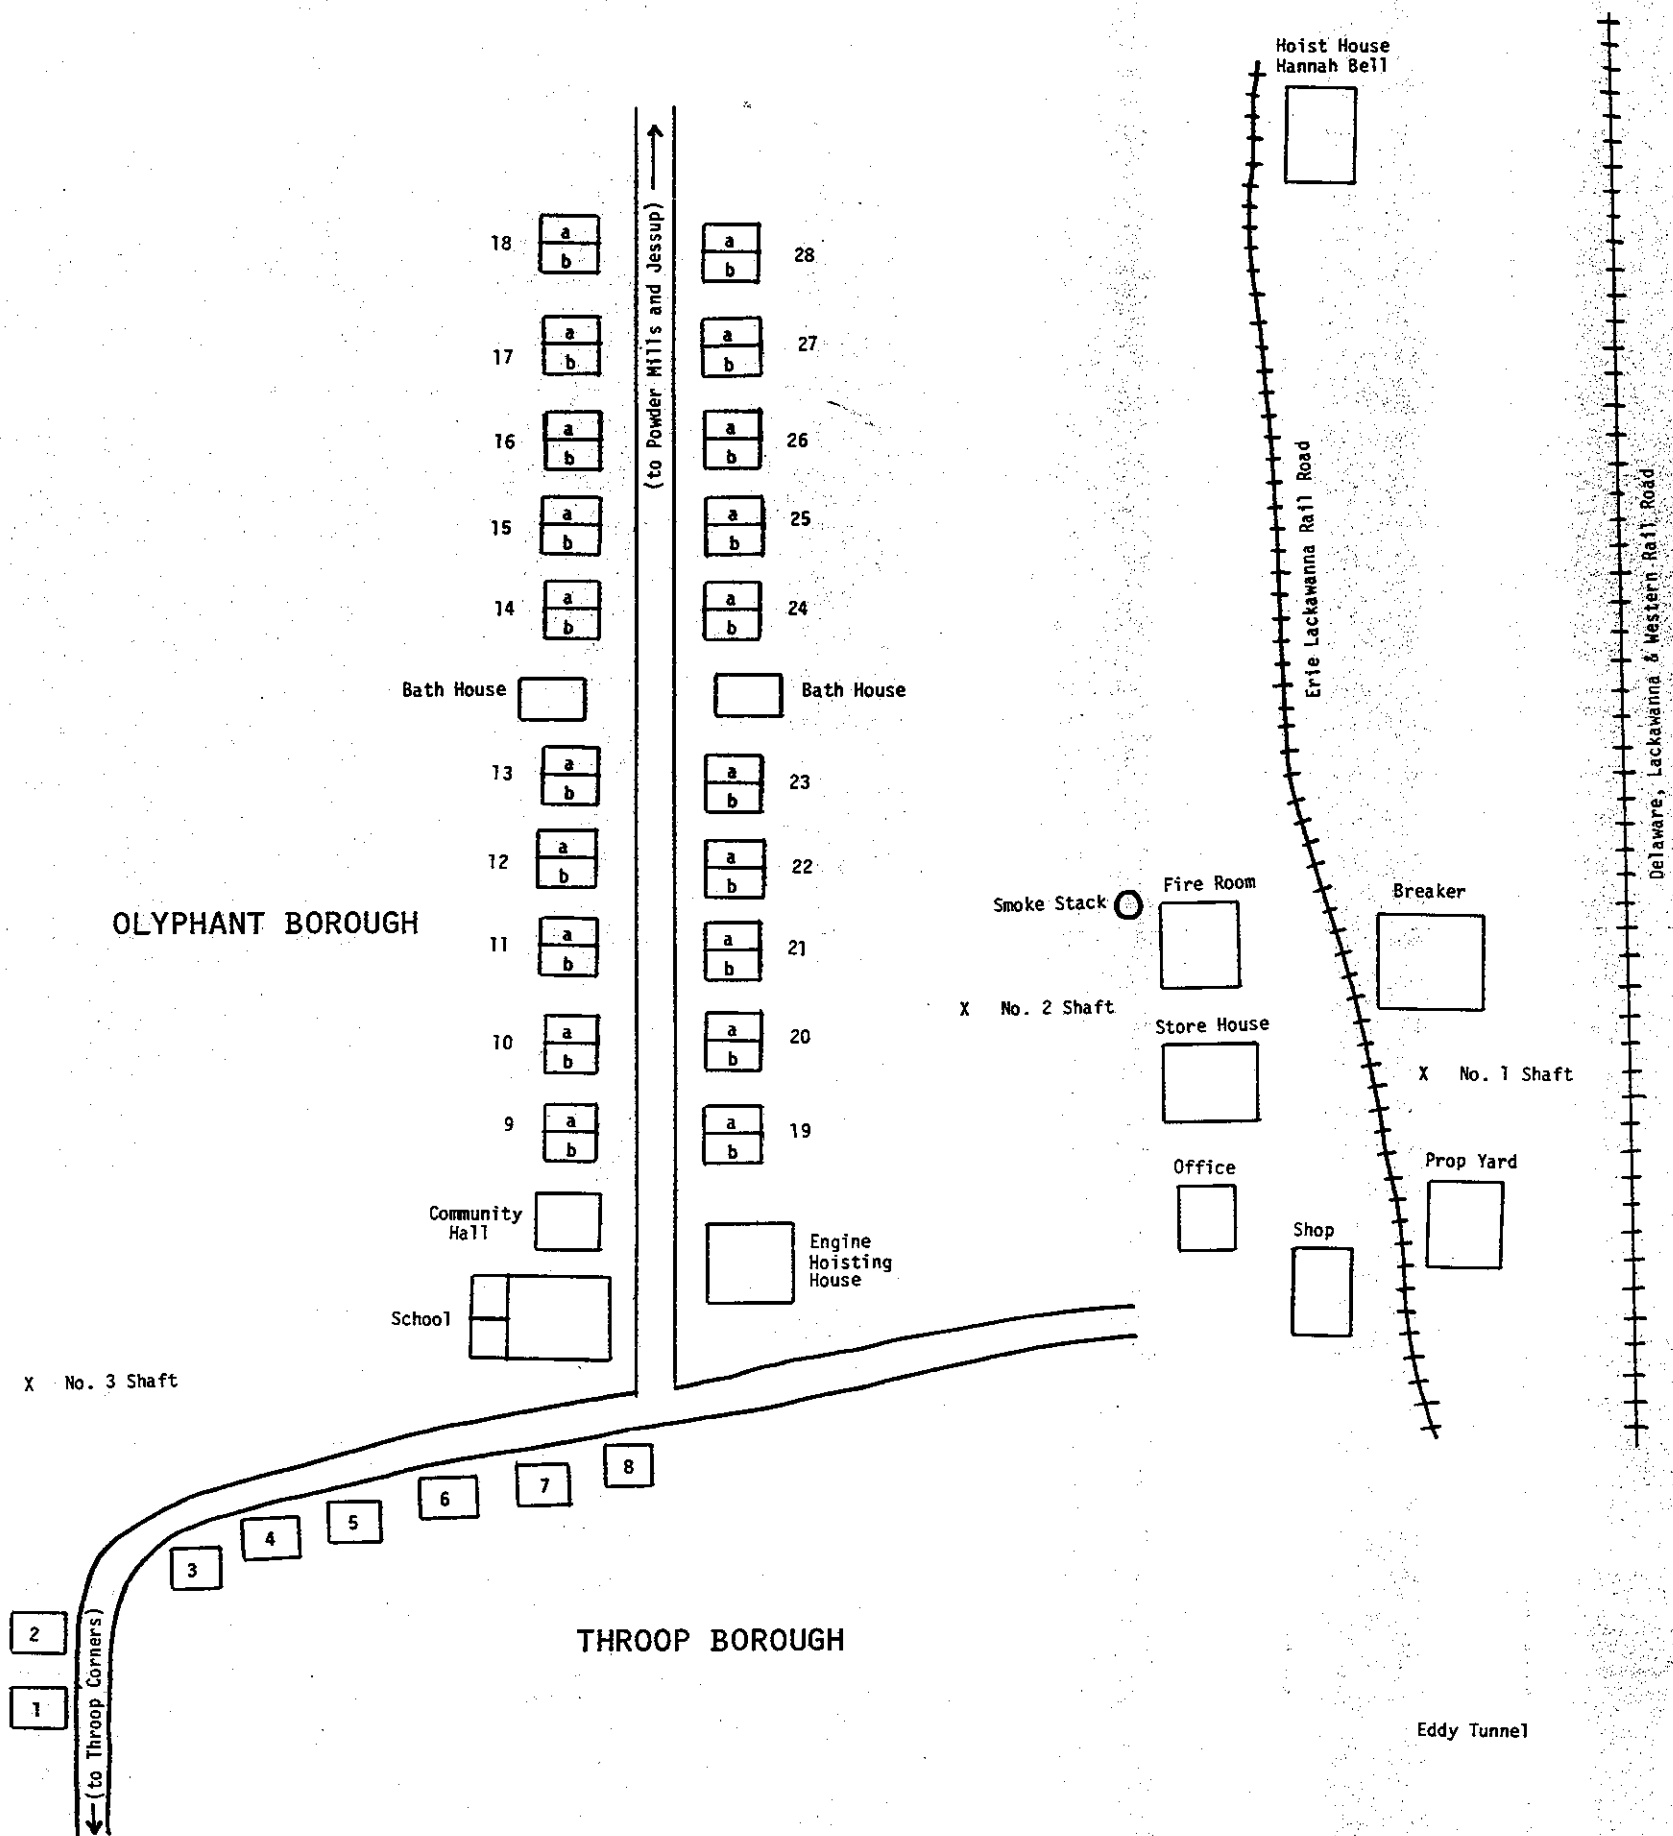 Hoist House
Hannah Bell
18
a
b
a
b
28
17
a
b
a
b
27
16
a
b
a
b
26
15
a
b
a
b
25
14
a
b
a
b
24
(to Powder Mills and Jessup)
Erie Lackawanna Rail Road
Delaware, Lackawanna & Western Rail Road
Bath House
Bath House
13
a
b
a
b
23
12
a
b
a
b
22
OLYPHANT BOROUGH
11
a
b
a
b
21
Smoke Stack
Fire Room
Breaker
X No. 2 Shaft
10
a
b
a
b
20
Store House
X No. 1 Shaft
9
a
b
a
b
19
Office
Prop Yard
Shop
Community
Hall
Engine
Hoisting
House
School
X No. 3 Shaft
8
7
6
5
4
3
2
1
(to Throop Corners)
THROOP BOROUGH
Eddy Tunnel